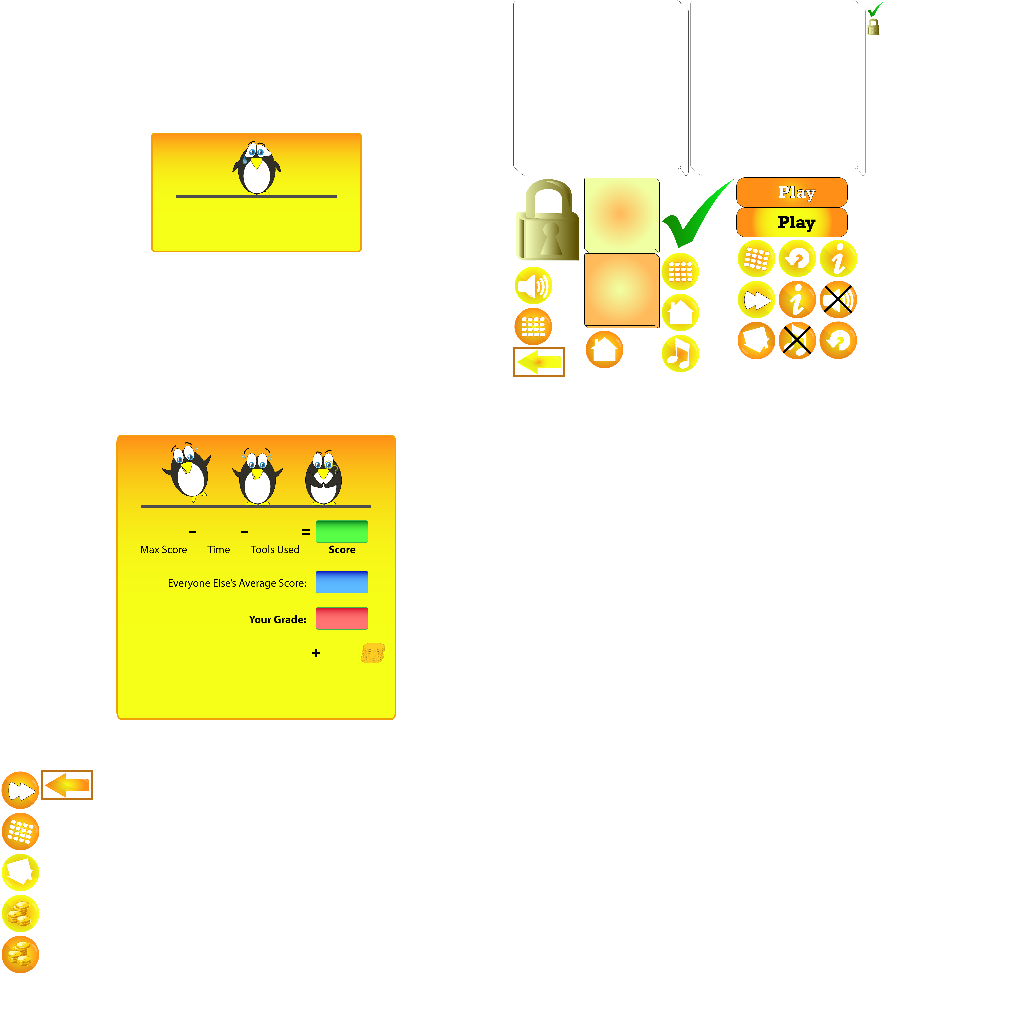 Play
Play
- - =
Max Score Time Tools Used Score
Everyone Else's Average Score:
Your Grade:
+